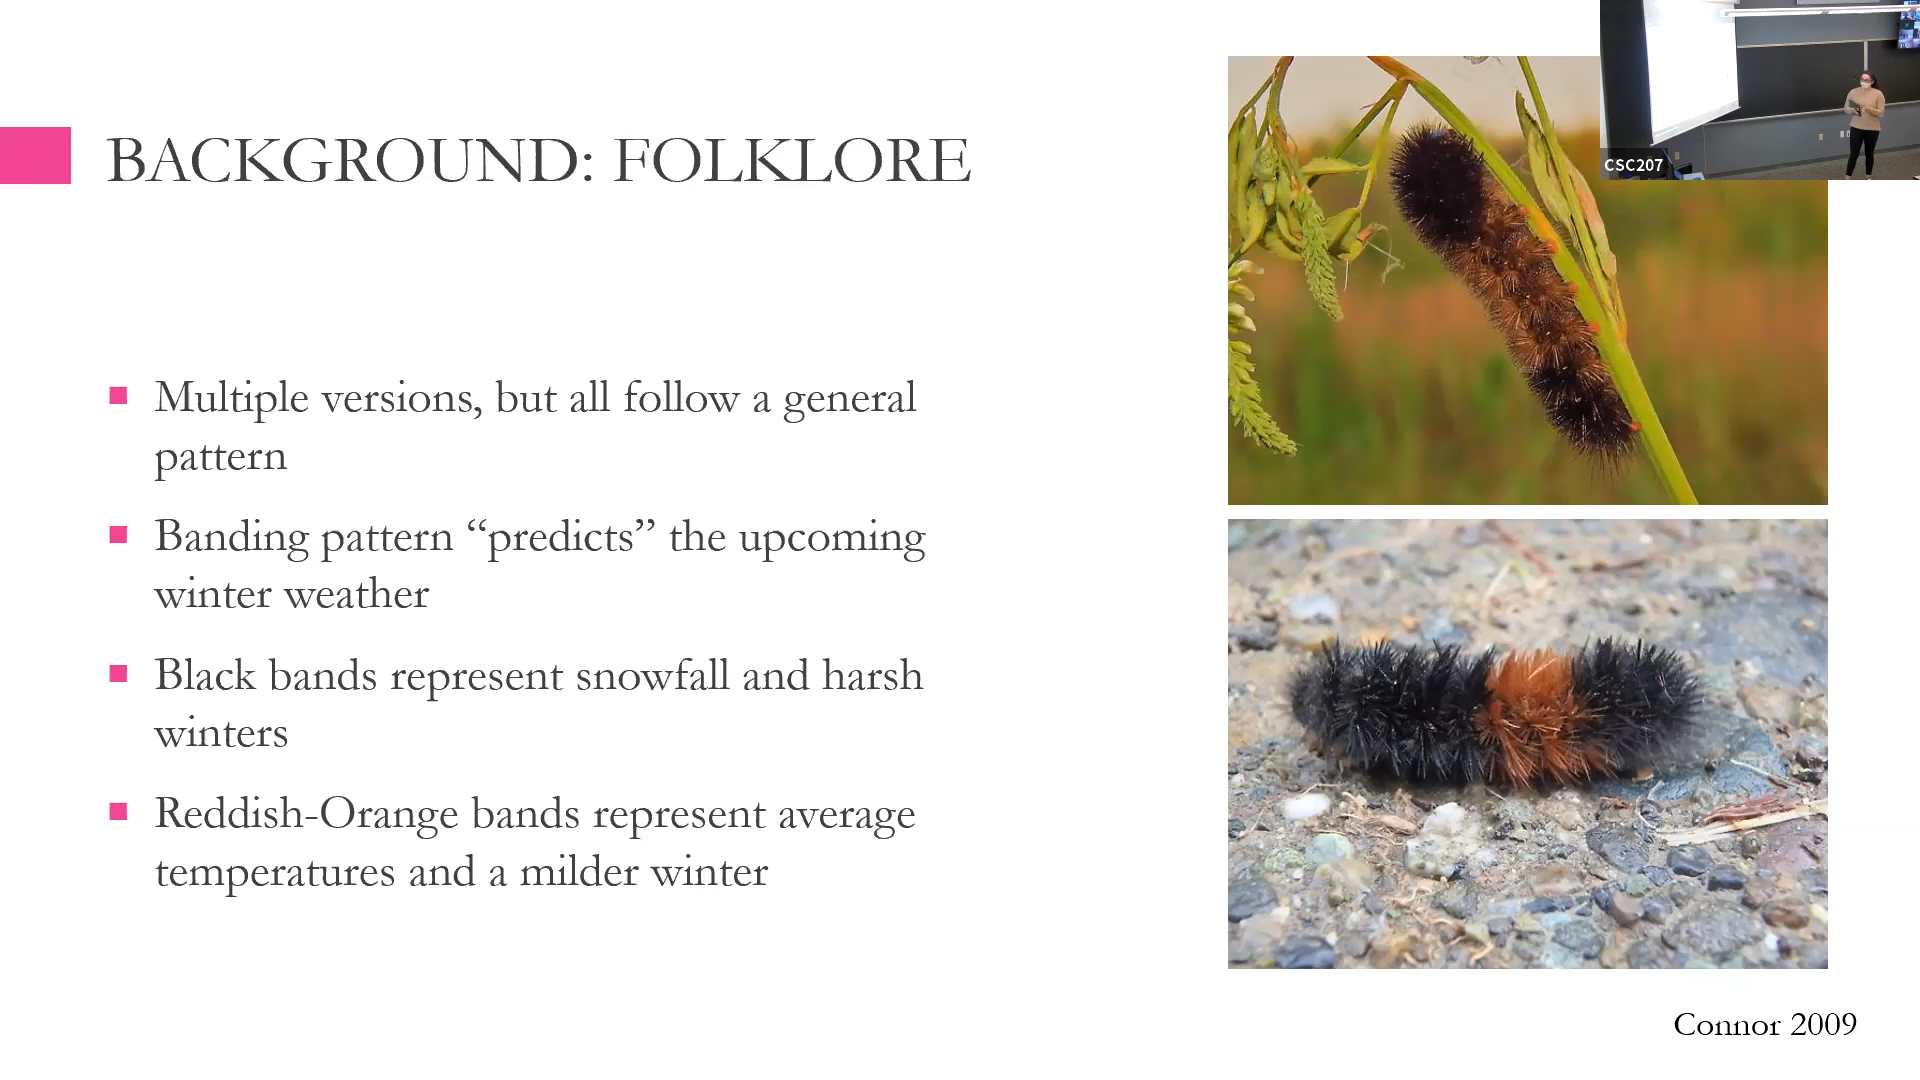 BACKGROUND: FOLKLORE
Multiple versions, but all follow a general
pattern
Banding pattern “predicts” the upcoming
winter weather
Black bands represent snowfall and harsh
winters
Reddish-Orange bands represent average
temperatures and a milder winter
CSC207
Connor 2009